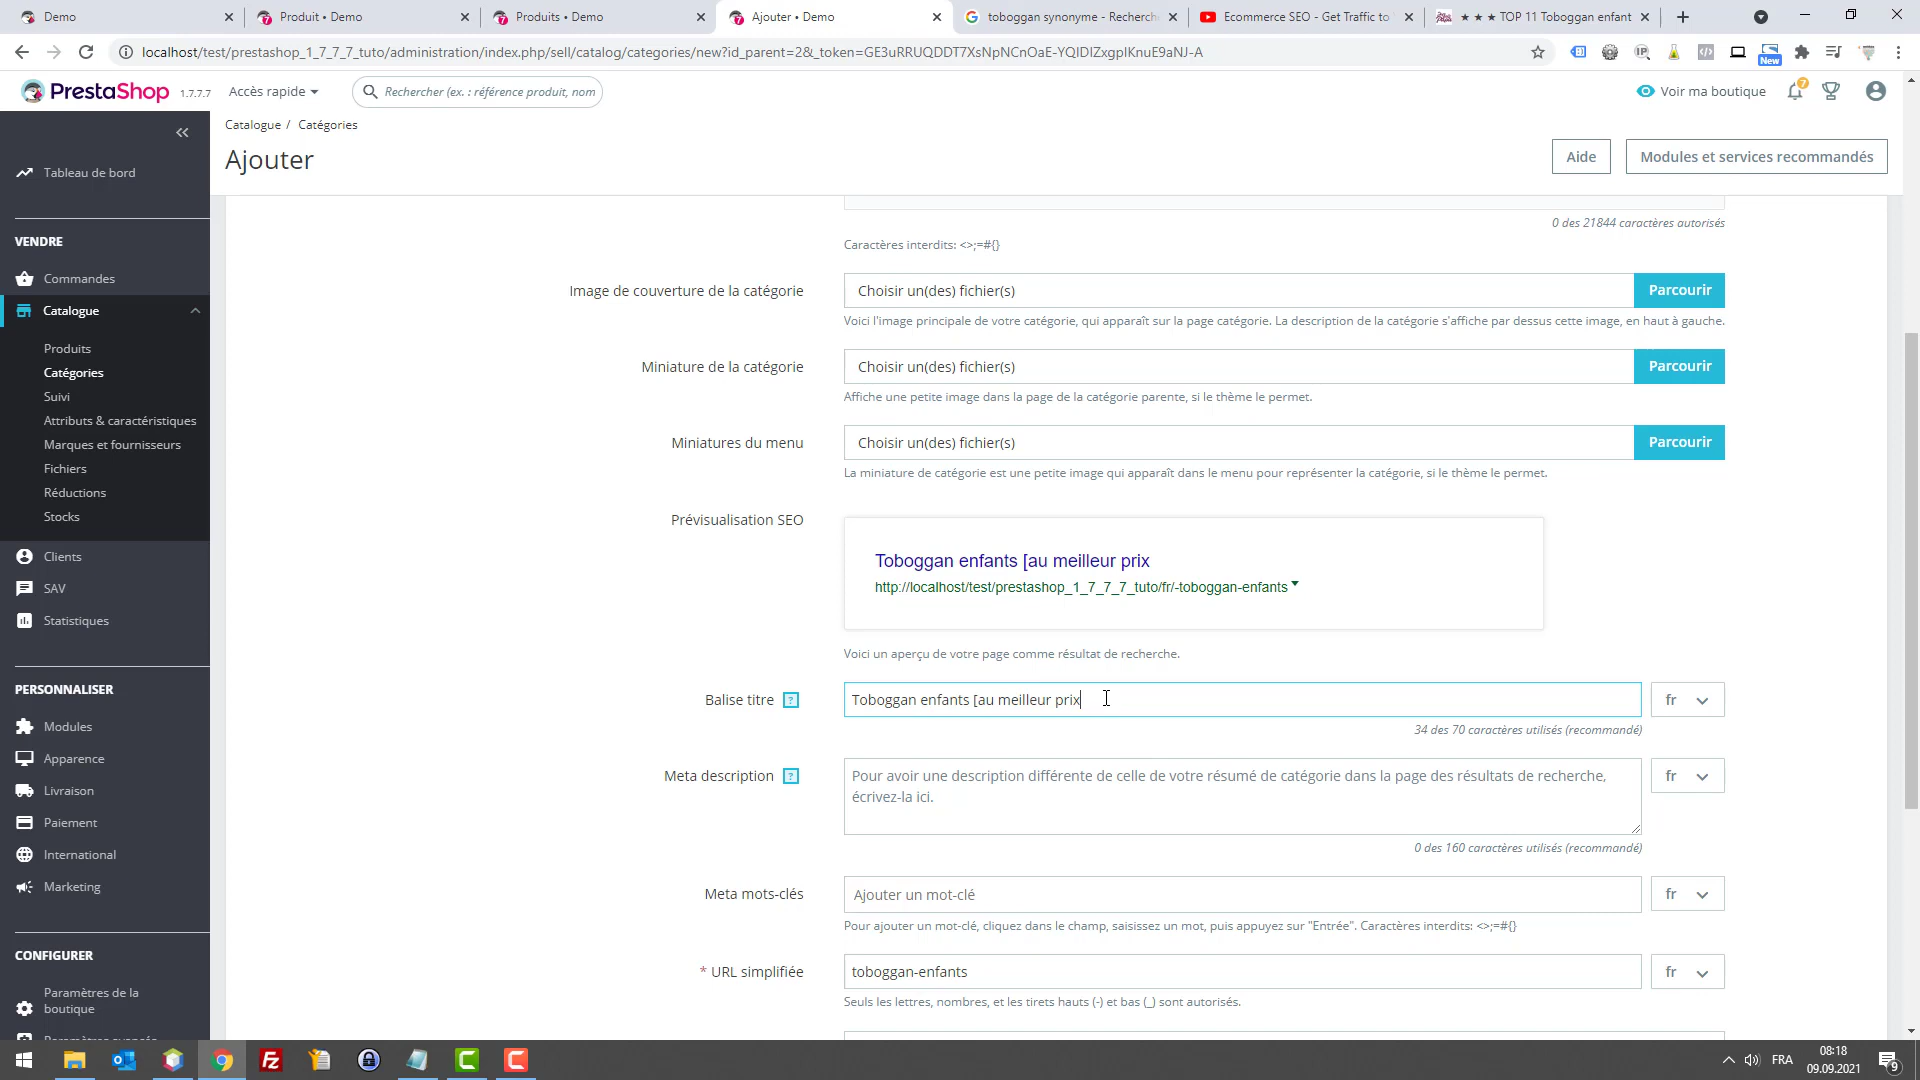 Demo
Produit • Demo
Produits • Demo
Ajouter • Demo
toboggan synonyme - Recherch
Ecommerce SEO - Get Traffic to
★ ★ ★ TOP 11 Toboggan enfant
localhost/test/prestashop_1_7_7_7_tuto/administration/index.php/sell/catalog/categories/new?id_parent=2&_token=GE3uRRUQDDT7XsNpNCnOaE-YQIDIZxgpIKnuE9aNJ-A
New
PrestaShop 1.7.7.7
Accès rapide
Rechercher (ex. : référence produit, nom
Voir ma boutique
7
Catalogue / Catégories
Ajouter
Aide
Modules et services recommandés
Tableau de bord
VENDRE
Commandes
Catalogue
Produits
Catégories
Suivi
Attributs & caractéristiques
Marques et fournisseurs
Fichiers
Réductions
Stocks
Clients
SAV
Statistiques
PERSONNALISER
Modules
Apparence
Livraison
Paiement
International
Marketing
CONFIGURER
Paramètres de la
boutique
0 des 21844 caractères autorisés
Caractères interdits: <>;=#{}
Image de couverture de la catégorie
Choisir un(des) fichier(s)
Parcourir
Voici l'image principale de votre catégorie, qui apparaît sur la page catégorie. La description de la catégorie s'affiche par dessus cette image, en haut à gauche.
Miniature de la catégorie
Choisir un(des) fichier(s)
Parcourir
Affiche une petite image dans la page de la catégorie parente, si le thème le permet.
Miniatures du menu
Choisir un(des) fichier(s)
Parcourir
La miniature de catégorie est une petite image qui apparaît dans le menu pour représenter la catégorie, si le thème le permet.
Prévisualisation SEO
Toboggan enfants [au meilleur prix
http://localhost/test/prestashop_1_7_7_7_tuto/fr/-toboggan-enfants
Voici un aperçu de votre page comme résultat de recherche.
Balise titre ?
Toboggan enfants [au meilleur prix
fr
34 des 70 caractères utilisés (recommandé)
Meta description ?
Pour avoir une description différente de celle de votre résumé de catégorie dans la page des résultats de recherche,
écrivez-la ici.
fr
0 des 160 caractères utilisés (recommandé)
Meta mots-clés
Ajouter un mot-clé
fr
Pour ajouter un mot-clé, cliquez dans le champ, saisissez un mot, puis appuyez sur "Entrée". Caractères interdits: <>;=#{}
* URL simplifiée
toboggan-enfants
fr
Seuls les lettres, nombres, et les tirets hauts (-) et bas (_) sont autorisés.
FRA
08:18
09.09.2021
9